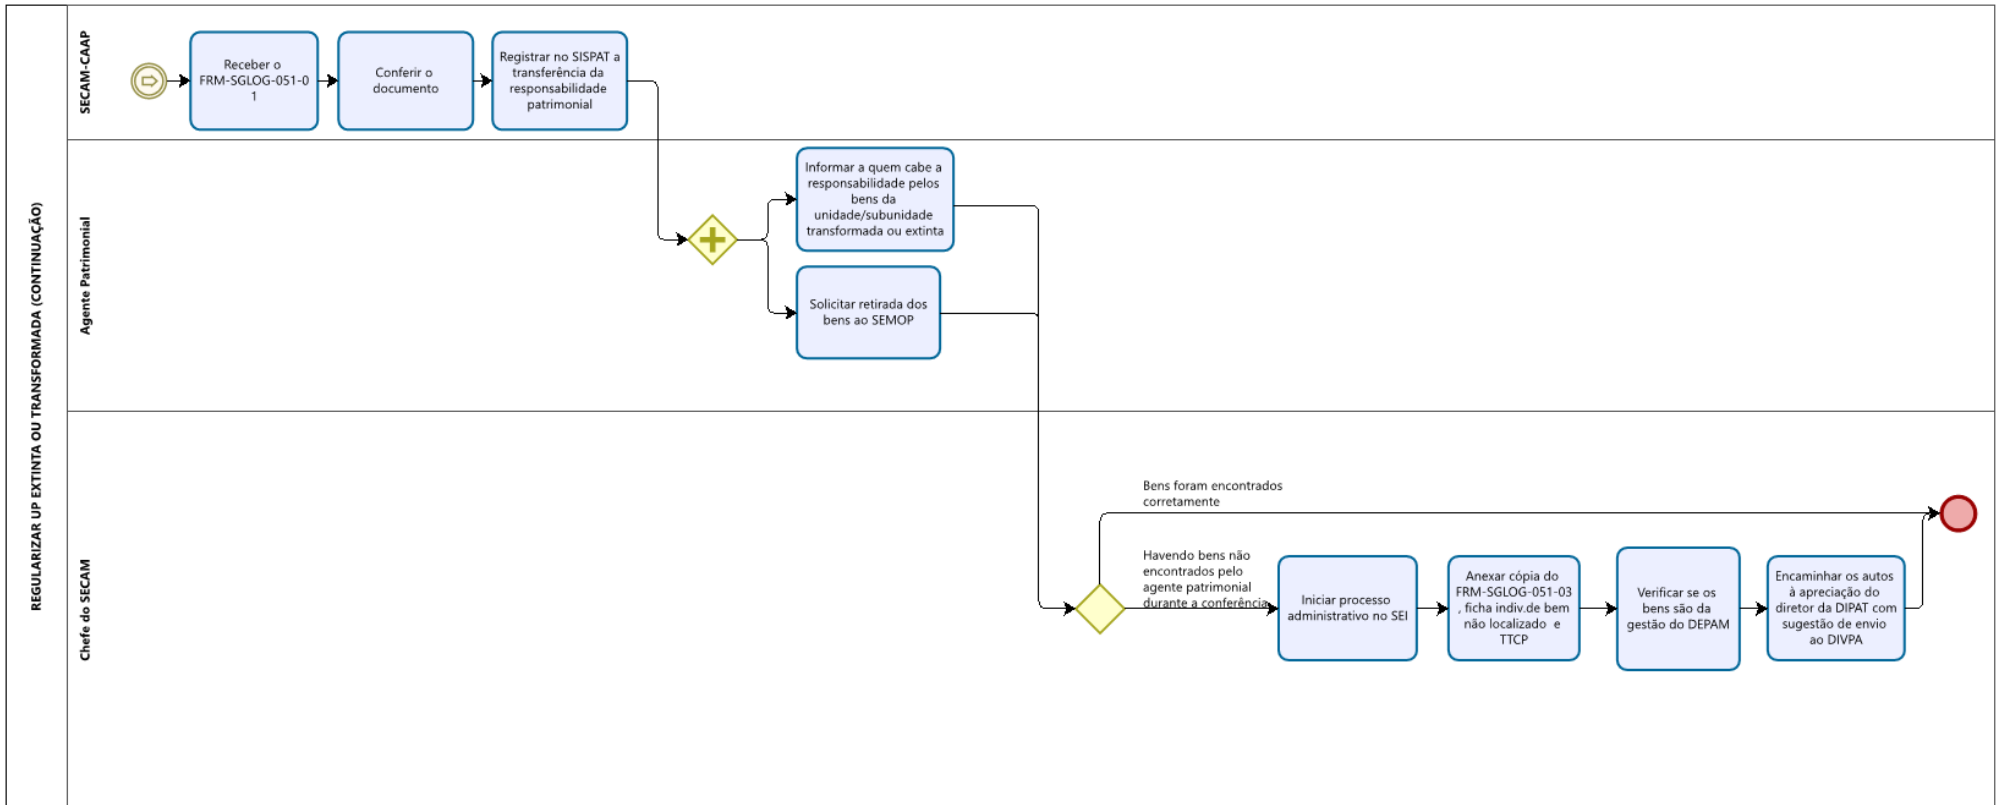 REGULARIZAR UP EXTINTA OU TRANSFORMADA (CONTINUAÇÃO)
SECAM-CAAP
Receber o
FRM-SGLOG-051-0
1
Conferir o
documento
Registrar no SISPAT a
transferência da
responsabilidade
patrimonial
Agente Patrimonial
Informar a quem cabe a
responsabilidade pelos
bens da
unidade/subunidade
transformada ou extinta
Solicitar retirada dos
bens ao SEMOP
Chefe do SECAM
Bens foram encontrados
corretamente
Havendo bens não
encontrados pelo
agente patrimonial
durante a conferência
Iniciar processo
administrativo no SEI
Anexar cópia do
FRM-SGLOG-051-03
, ficha indiv.de bem
não localizado e
TTCP
Verificar se os
bens são da
gestão do DEPAM
Encaminhar os autos
à apreciação do
diretor da DIPAT com
sugestão de envio
ao DIVPA